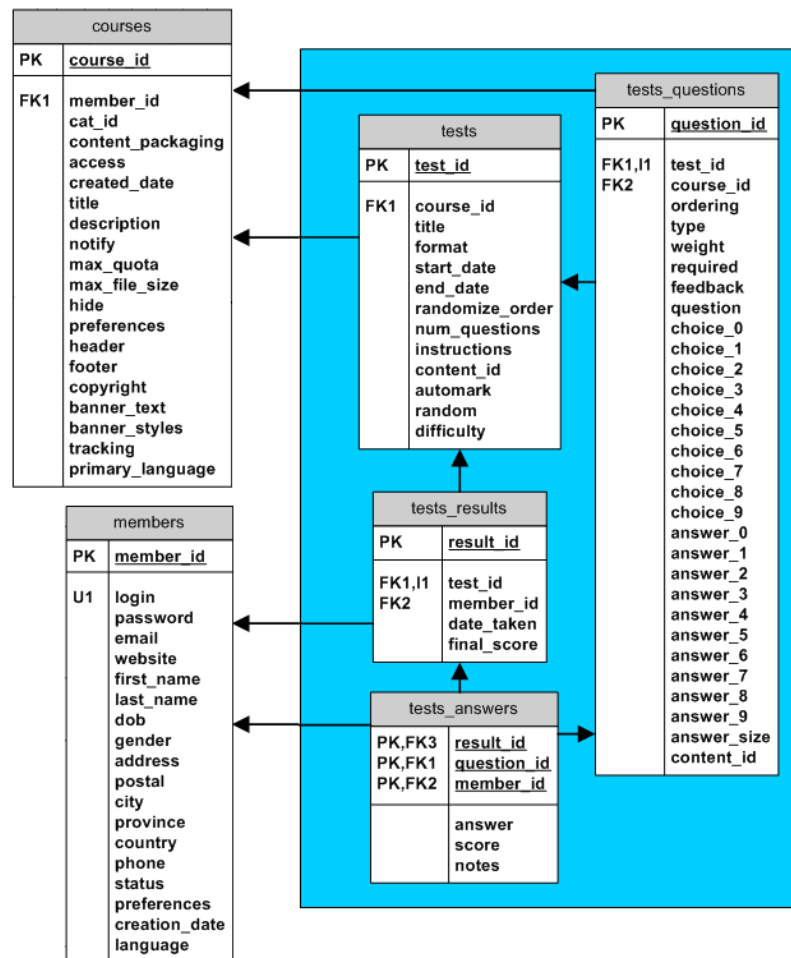 courses
PK course_id
FK1 member_id
cat_id
content_packaging
access
created_date
title
description
notify
max_quota
max_file_size
hide
preferences
header
footer
copyright
banner_text
banner_styles
tracking
primary_language
members
PK member_id
U1 login
password
email
website
first_name
last_name
dob
gender
address
postal
city
province
country
phone
status
preferences
creation_date
language
tests
PK test_id
FK1 course_id
title
format
start_date
end_date
randomize_order
num_questions
instructions
content_id
automark
random
difficulty
tests_results
PK result_id
FK1,I1 test_id
FK2 member_id
date_taken
final_score
tests_answers
PK,FK3 result_id
PK,FK1 question_id
PK,FK2 member_id
answer
score
notes
tests_questions
PK question_id
FK1,I1 test_id
FK2 course_id
ordering
type
weight
required
feedback
question
choice_0
choice_1
choice_2
choice_3
choice_4
choice_5
choice_6
choice_7
choice_8
choice_9
answer_0
answer_1
answer_2
answer_3
answer_4
answer_5
answer_6
answer_7
answer_8
answer_9
answer_size
content_id